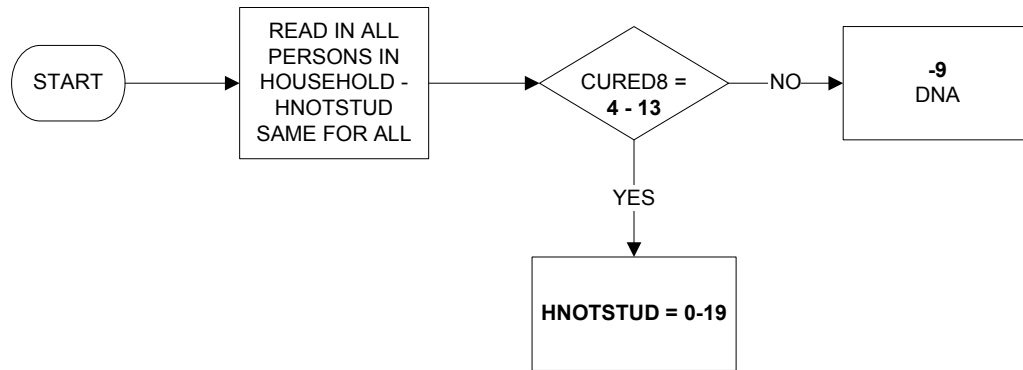 START
READ IN ALL
PERSONS IN
HOUSEHOLD -
HNOTSTUD
SAME FOR ALL
CURED8 =
4 - 13
NO
-9
DNA
YES
HNOTSTUD = 0-19